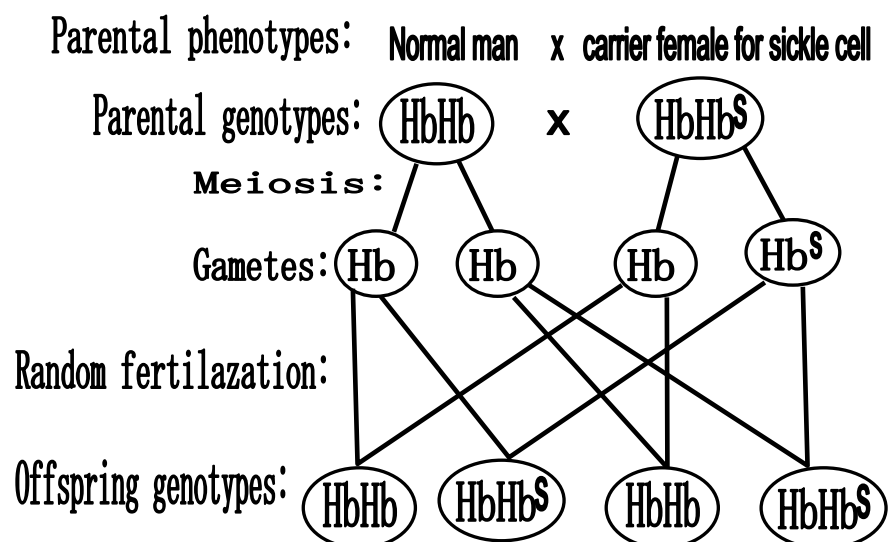 Parental phenotypes: Normal man x carrier female for sickle cell
Parental genotypes: HbHb x HbHbS
Meiosis:
Gametes: Hb Hb Hb HbS
Random fertilazation:
Offspring genotypes: HbHb HbHbS HbHb HbHbS